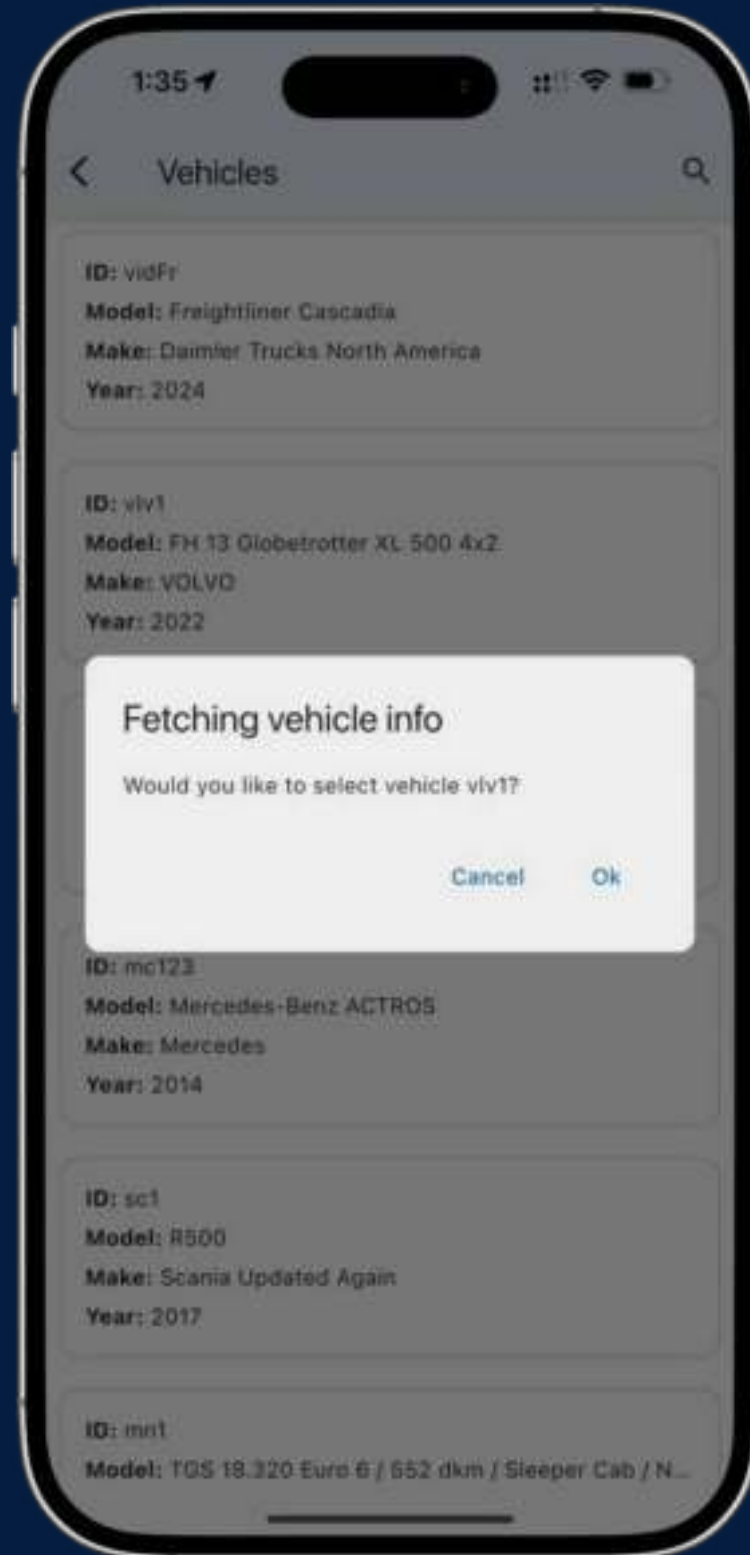 1:35
Vehicles
ID: vidFr
Model: Freightliner Cascadia
Make: Daimler Trucks North America
Year: 2024
ID: vlv1
Model: FH 13 Globetrotter XL 500 4x2
Make: VOLVO
Year: 2022
Fetching vehicle info
Would you like to select vehicle vlv1?
Cancel Ok
ID: mc123
Model: Mercedes-Benz ACTROS
Make: Mercedes
Year: 2014
ID: sc1
Model: R500
Make: Scania Updated Again
Year: 2017
ID: mn1
Model: TGS 18.320 Euro 6 / 552 dkm / Sleeper Cab / N...